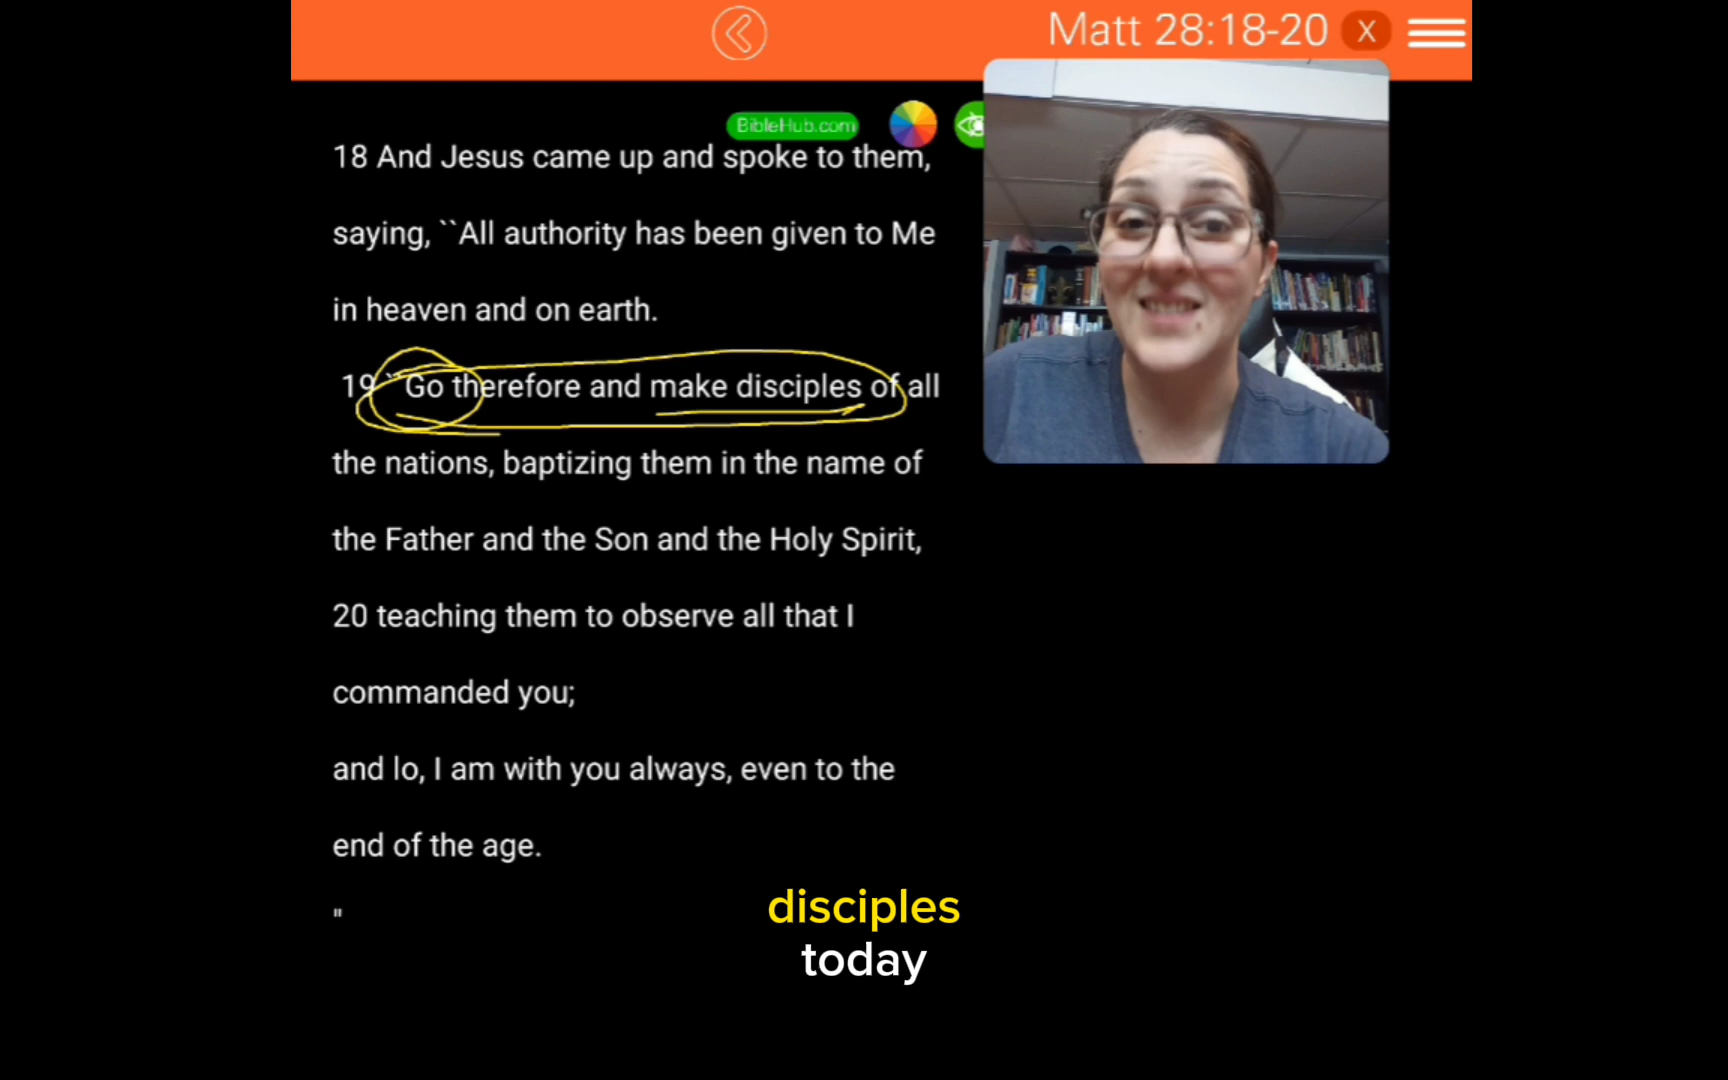 Matt 28:18-20 X
BibleHub.com
18 And Jesus came up and spoke to them,
saying, ``All authority has been given to Me
in heaven and on earth.
19 ``Go therefore and make disciples of all
the nations, baptizing them in the name of
the Father and the Son and the Holy Spirit,
20 teaching them to observe all that I
commanded you;
and lo, I am with you always, even to the
end of the age.
"
disciples
today